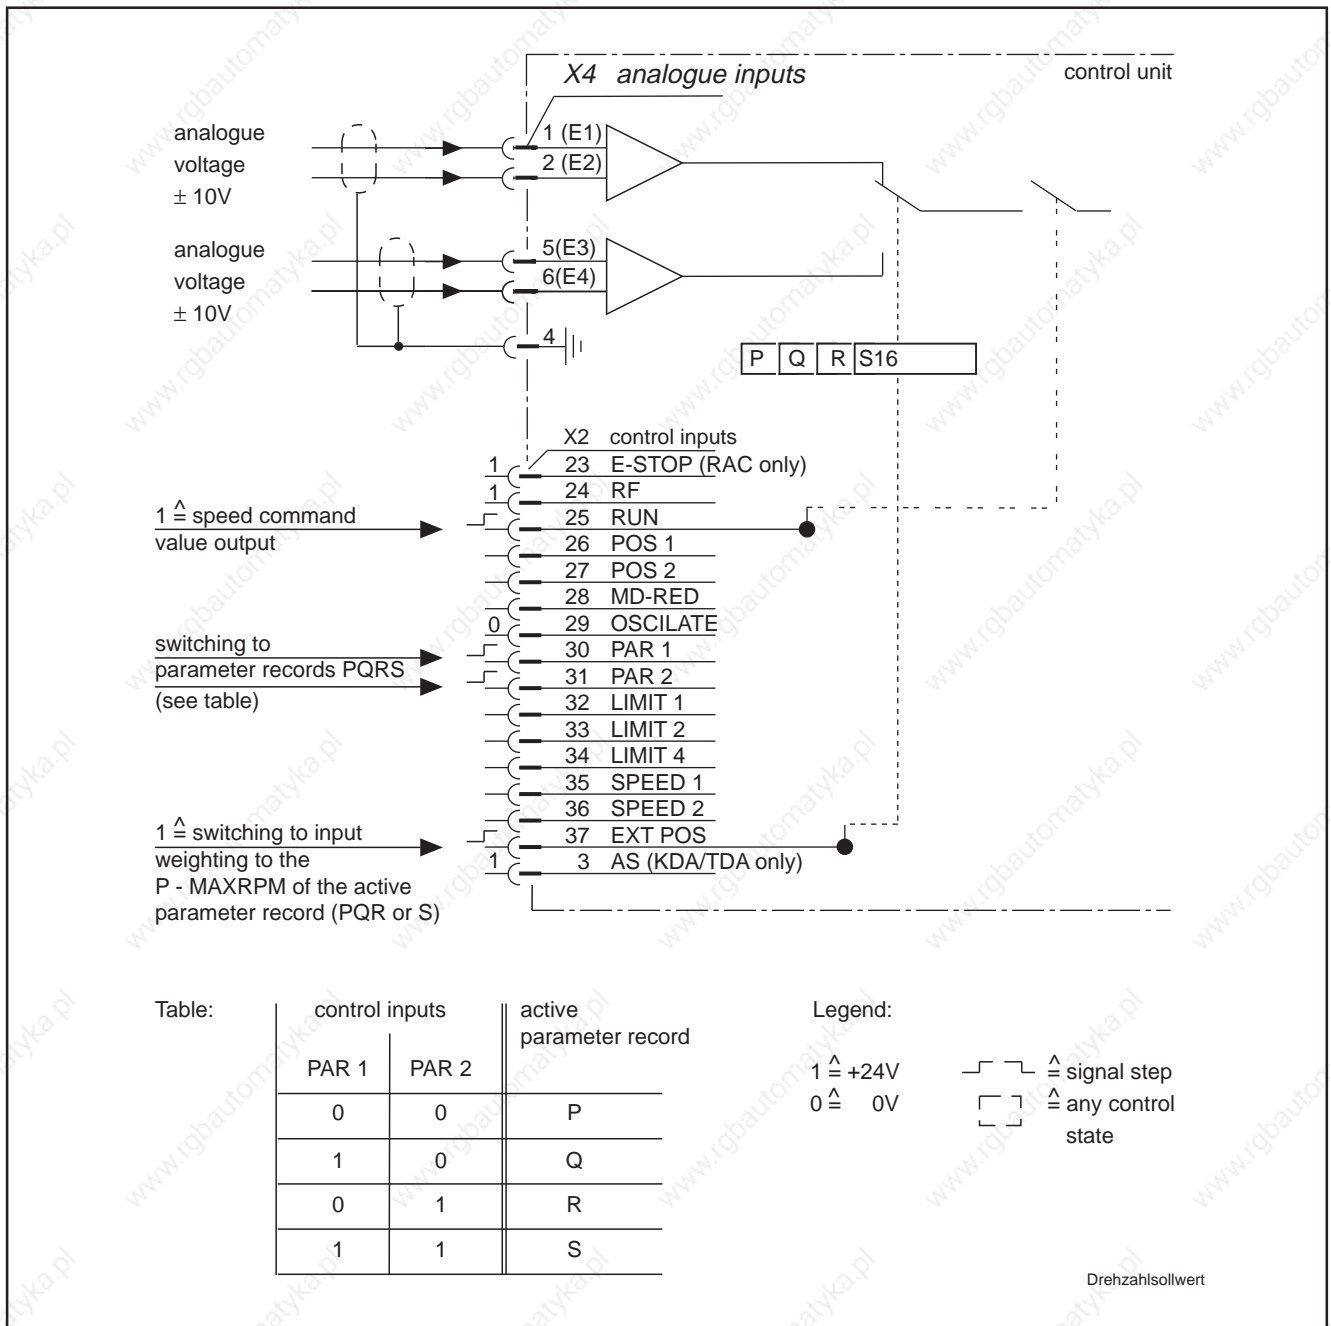 X4 analogue inputs
control unit
analogue
voltage
± 10V
1 (E1)
2 (E2)
analogue
voltage
± 10V
5(E3)
6(E4)
4
P Q R S16
X2 control inputs
1 23 E-STOP (RAC only)
1 24 RF
25 RUN
26 POS 1
27 POS 2
28 MD-RED
0 29 OSCILATE
30 PAR 1
31 PAR 2
32 LIMIT 1
33 LIMIT 2
34 LIMIT 4
35 SPEED 1
36 SPEED 2
37 EXT POS
1 3 AS (KDA/TDA only)
1 ≙ speed command
value output
switching to
parameter records PQRS
(see table)
1 ≙ switching to input
weighting to the
P - MAXRPM of the active
parameter record (PQR or S)
Table:
control inputs
active
parameter record
PAR 1 PAR 2
0 0 P
1 0 Q
0 1 R
1 1 S
Legend:
1 ≙ +24V
0 ≙ 0V
≙ signal step
≙ any control
state
Drehzahlsollwert
www.rgbautomatyka.pl